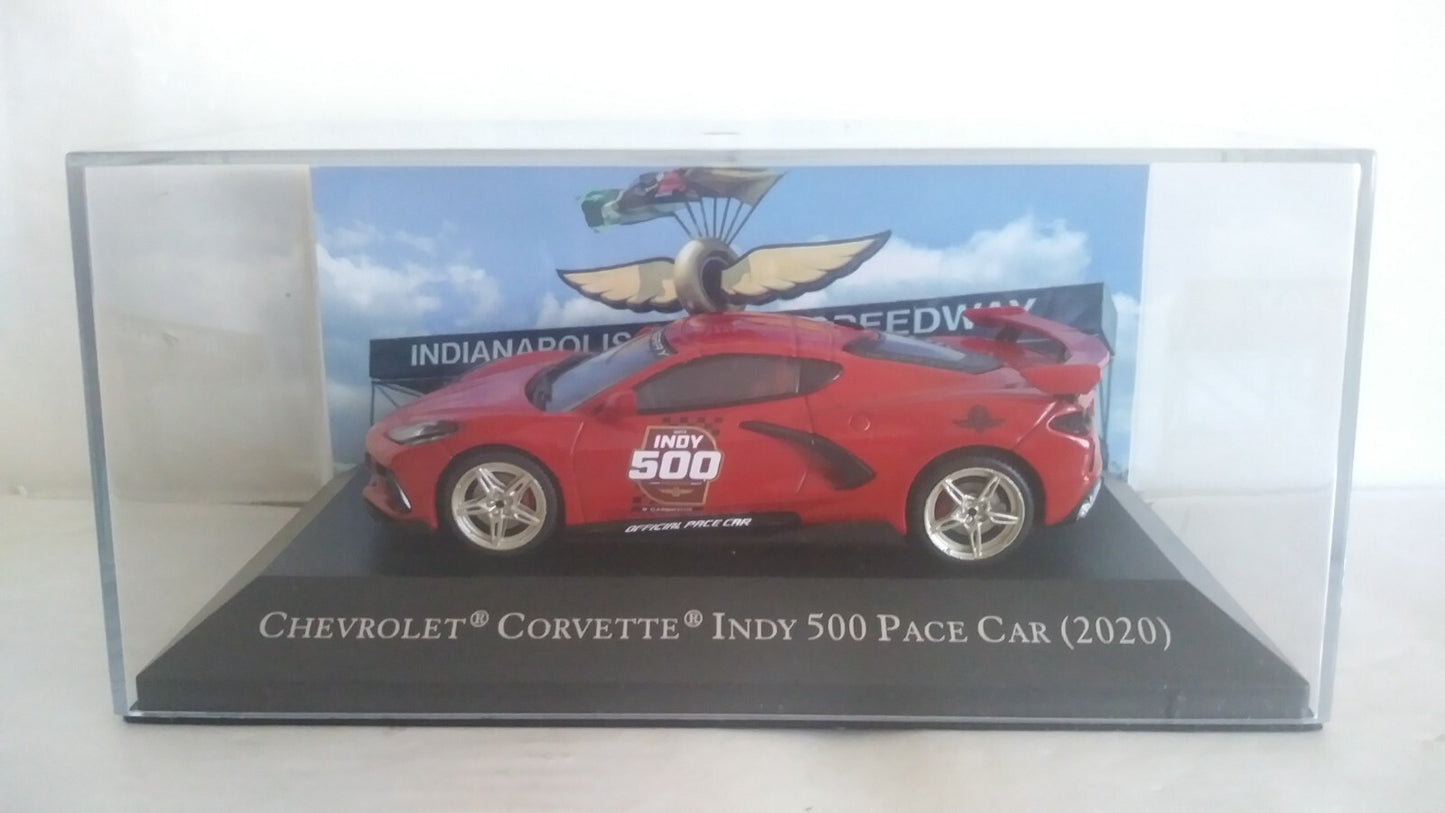 INDIANAPOLIS SPEEDWAY
INDY
500
OFFICIAL PACE CAR
CHEVROLET® CORVETTE® INDY 500 PACE CAR (2020)